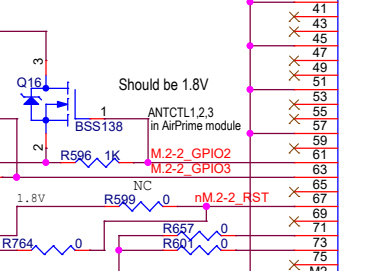 41
43
45
47
49
51
53
55
57
59
61
63
65
67
69
71
73
75
3
Q16
Should be 1.8V
1
ANTCTL1,2,3
in AirPrime module
BSS138
2
R596 1K
M.2-2_GPIO2
M.2-2_GPIO3
NC
1.8V
R599 0
nM.2-2_RST
R657 0
R764 0
R601 0